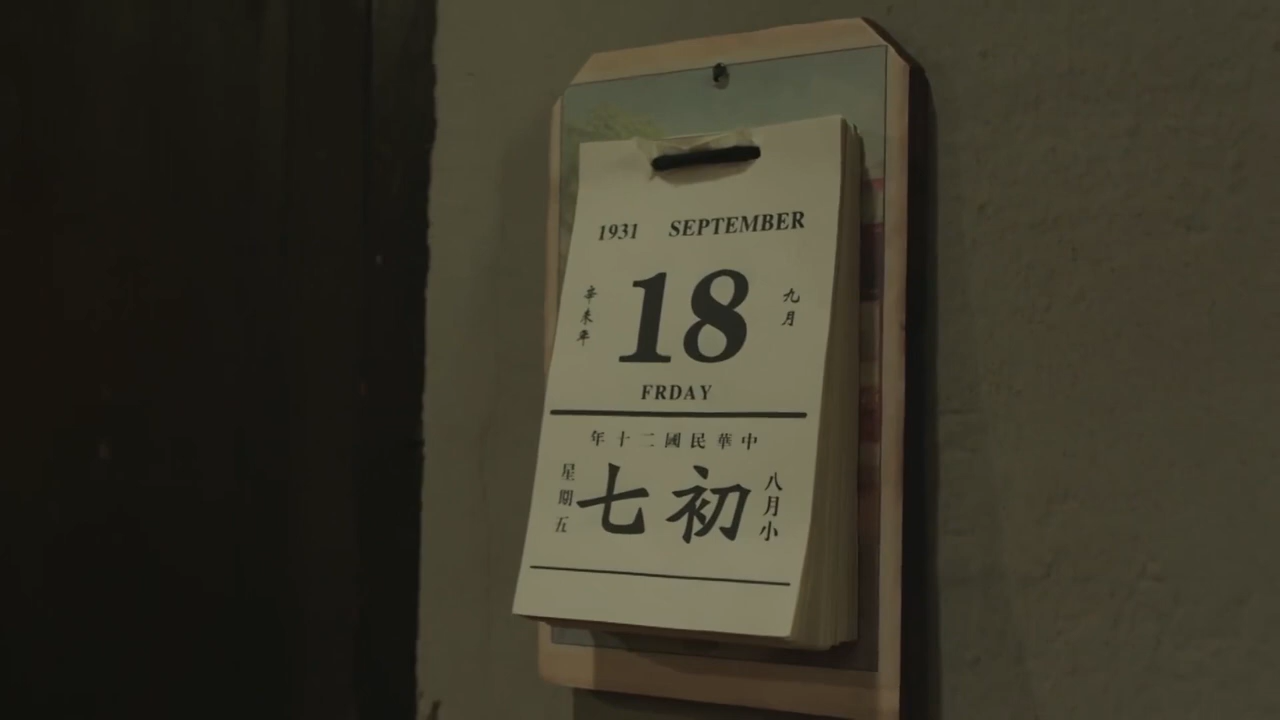 1931 SEPTEMBER
辛未年
18
九月
FRDAY
年十二國民華中
八月小
七初
星期五